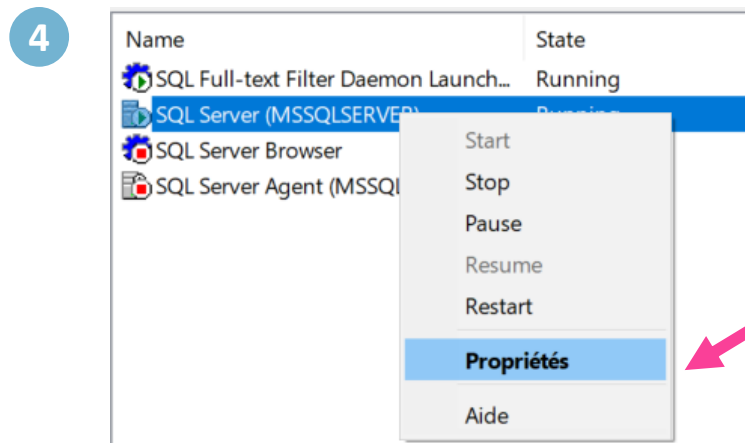 4
Name State
SQL Full-text Filter Daemon Launch... Running
SQL Server (MSSQLSERVER) Running
SQL Server Browser
SQL Server Agent (MSSQL
Start
Stop
Pause
Resume
Restart
Propriétés
Aide